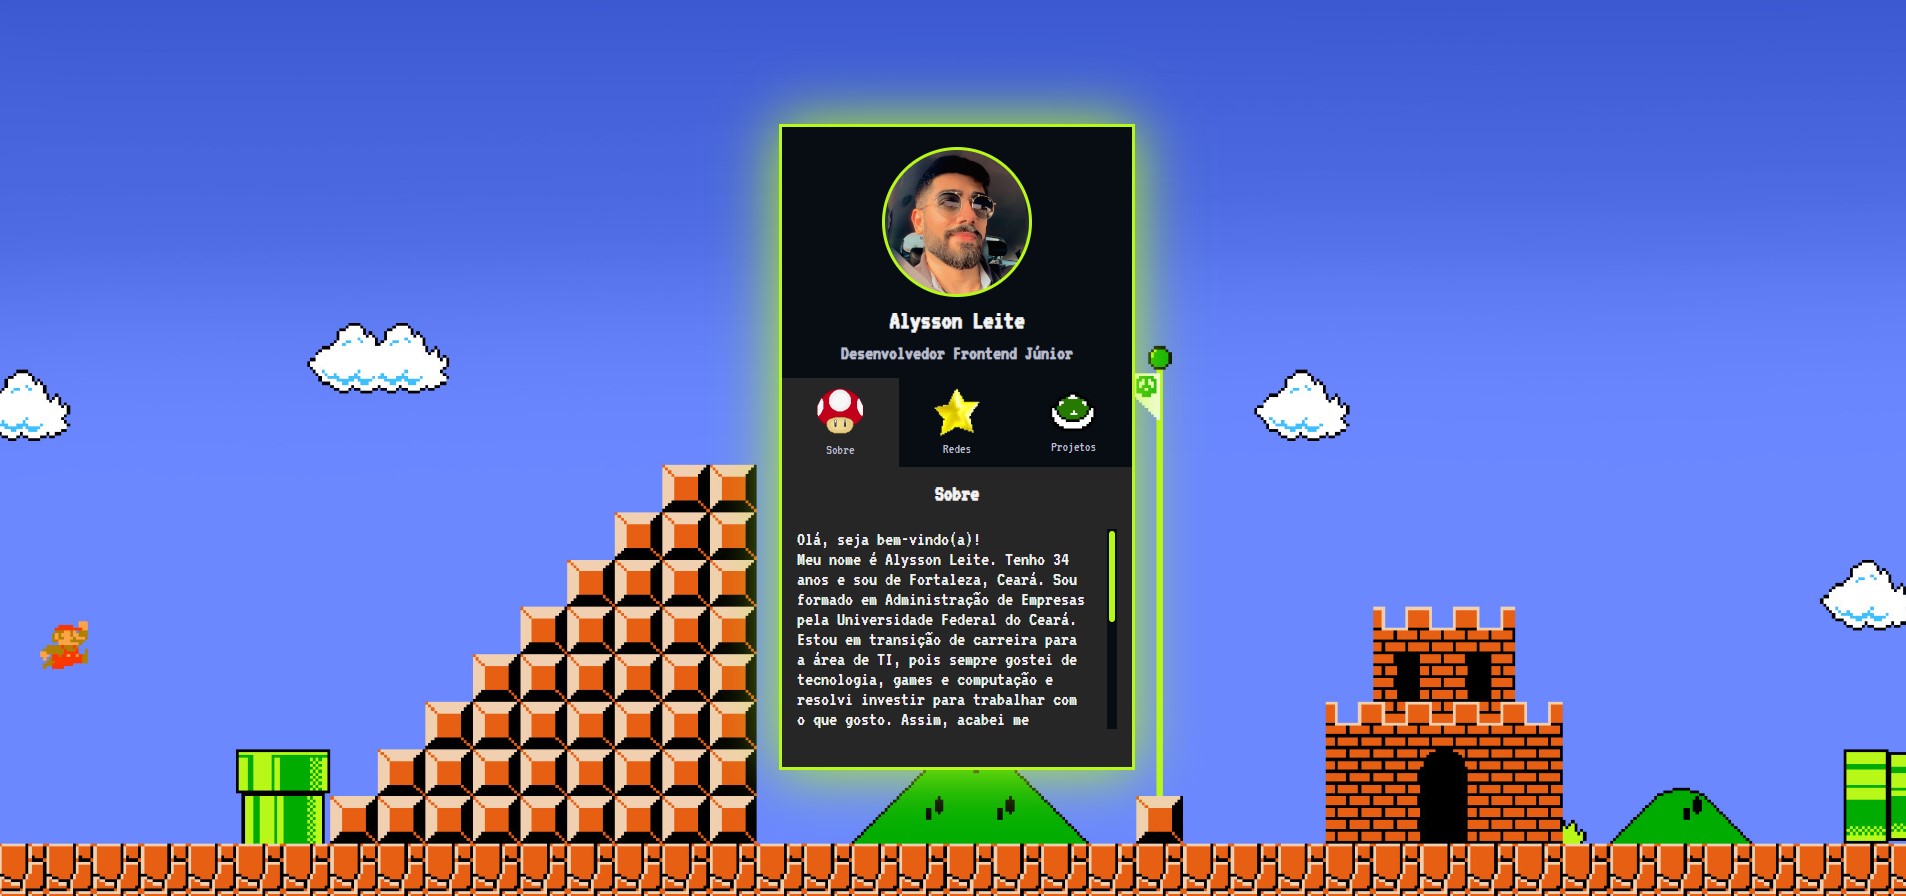 Alysson Leite
Desenvolvedor Frontend Júnior
Sobre
Redes
Projetos
Sobre
Olá, seja bem-vindo(a)!
Meu nome é Alysson Leite. Tenho 34
anos e sou de Fortaleza, Ceará. Sou
formado em Administração de Empresas
pela Universidade Federal do Ceará.
Estou em transição de carreira para
a área de TI, pois sempre gostei de
tecnologia, games e computação e
resolvi investir para trabalhar com
o que gosto. Assim, acabei me